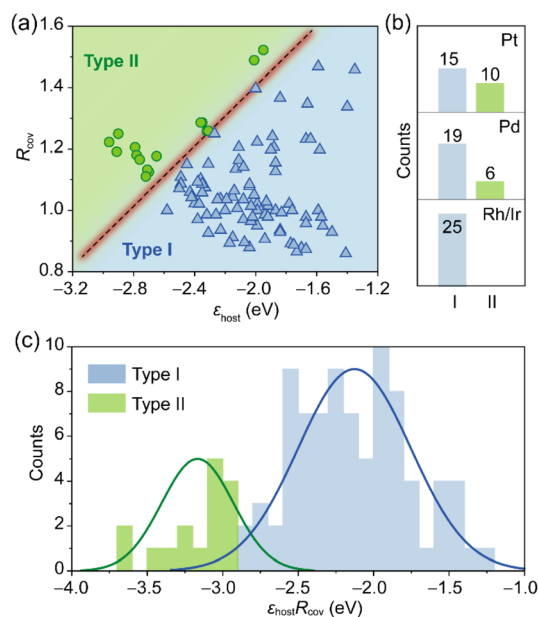 (a)
1.6
1.4
1.2
1.0
0.8
R_cov
Type II
Type I
−3.2 −2.8 −2.4 −2.0 −1.6 −1.2
ε_host (eV)
(b)
Counts
Pt
15
10
Pd
19
6
Rh/Ir
25
I II
(c)
10
8
6
4
2
0
Counts
Type I
Type II
−4.0 −3.5 −3.0 −2.5 −2.0 −1.5 −1.0
ε_hostR_cov (eV)